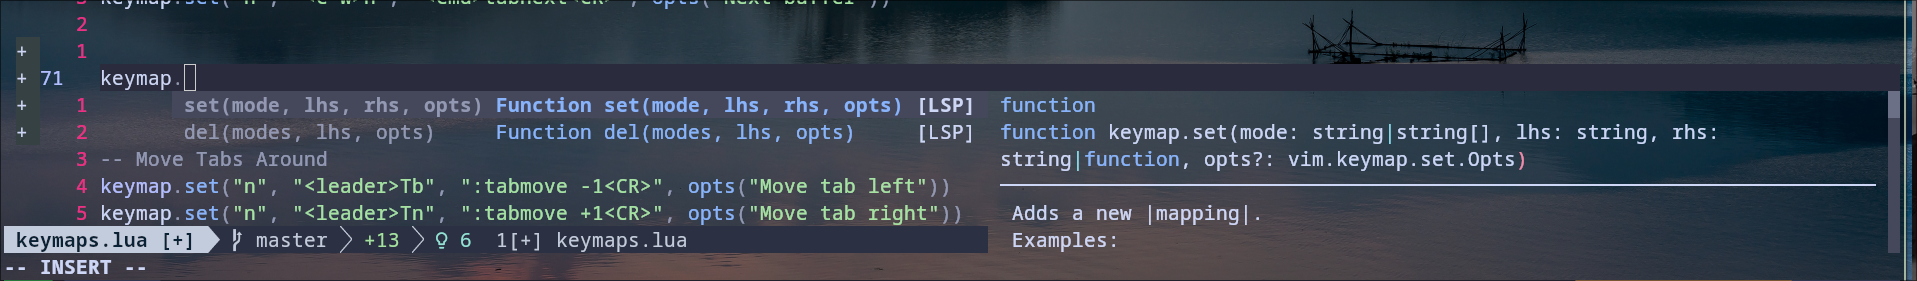 3 keymap.set("n", "<c-w>n", "<cmd>tabnext<CR>", opts("Next buffer"))
2
+ 1
+ 71 keymap.
+ 1 set(mode, lhs, rhs, opts) Function set(mode, lhs, rhs, opts) [LSP] function
+ 2 del(modes, lhs, opts) Function del(modes, lhs, opts) [LSP] function keymap.set(mode: string|string[], lhs: string, rhs:
3 -- Move Tabs Around string|function, opts?: vim.keymap.set.Opts)
4 keymap.set("n", "<leader>Tb", ":tabmove -1<CR>", opts("Move tab left"))
5 keymap.set("n", "<leader>Tn", ":tabmove +1<CR>", opts("Move tab right")) Adds a new |mapping|.
keymaps.lua [+] master +13 6 1[+] keymaps.lua Examples:
-- INSERT --